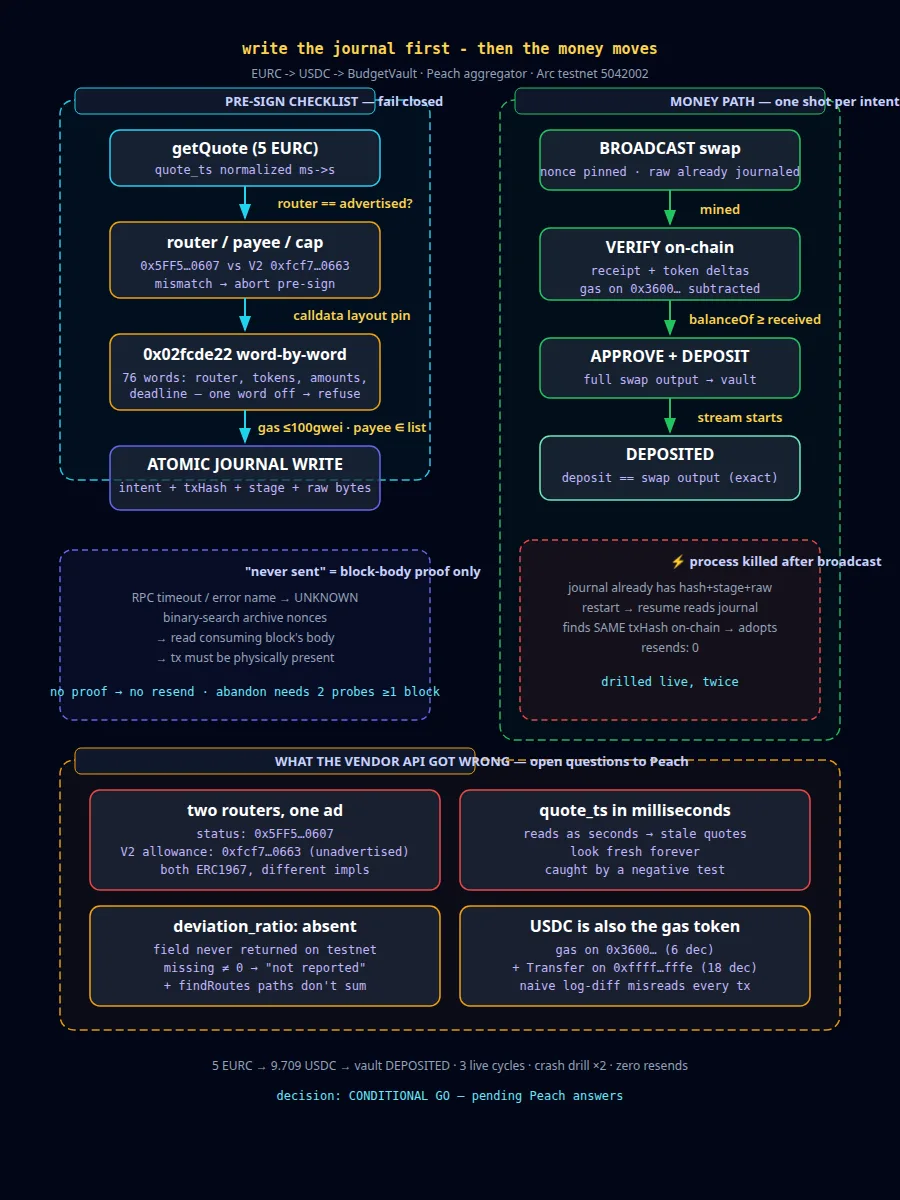 write the journal first - then the money moves
EURC -> USDC -> BudgetVault · Peach aggregator · Arc testnet 5042002
PRE-SIGN CHECKLIST — fail closed
getQuote (5 EURC)
quote_ts normalized ms->s
router == advertised?
router / payee / cap
0x5FF5…0607 vs V2 0xfcf7…0663
mismatch → abort pre-sign
calldata layout pin
0x02fcde22 word-by-word
76 words: router, tokens, amounts,
deadline — one word off → refuse
gas ≤100gwei · payee ∈ list
ATOMIC JOURNAL WRITE
intent + txHash + stage + raw bytes
MONEY PATH — one shot per intent
BROADCAST swap
nonce pinned · raw already journaled
mined
VERIFY on-chain
receipt + token deltas
gas on 0x3600… subtracted
balanceOf ≥ received
APPROVE + DEPOSIT
full swap output → vault
stream starts
DEPOSITED
deposit == swap output (exact)
"never sent" = block-body proof only
RPC timeout / error name → UNKNOWN
binary-search archive nonces
→ read consuming block's body
→ tx must be physically present
no proof → no resend · abandon needs 2 probes ≥1 block
⚡ process killed after broadcast
journal already has hash+stage+raw
restart → resume reads journal
finds SAME txHash on-chain → adopts
resends: 0
drilled live, twice
WHAT THE VENDOR API GOT WRONG — open questions to Peach
two routers, one ad
status: 0x5FF5…0607
V2 allowance: 0xfcf7…0663 (unadvertised)
both ERC1967, different impls
quote_ts in milliseconds
reads as seconds → stale quotes
look fresh forever
caught by a negative test
deviation_ratio: absent
field never returned on testnet
missing ≠ 0 → "not reported"
+ findRoutes paths don't sum
USDC is also the gas token
gas on 0x3600… (6 dec)
+ Transfer on 0xffff…fffe (18 dec)
naive log-diff misreads every tx
5 EURC → 9.709 USDC → vault DEPOSITED · 3 live cycles · crash drill ×2 · zero resends
decision: CONDITIONAL GO — pending Peach answers